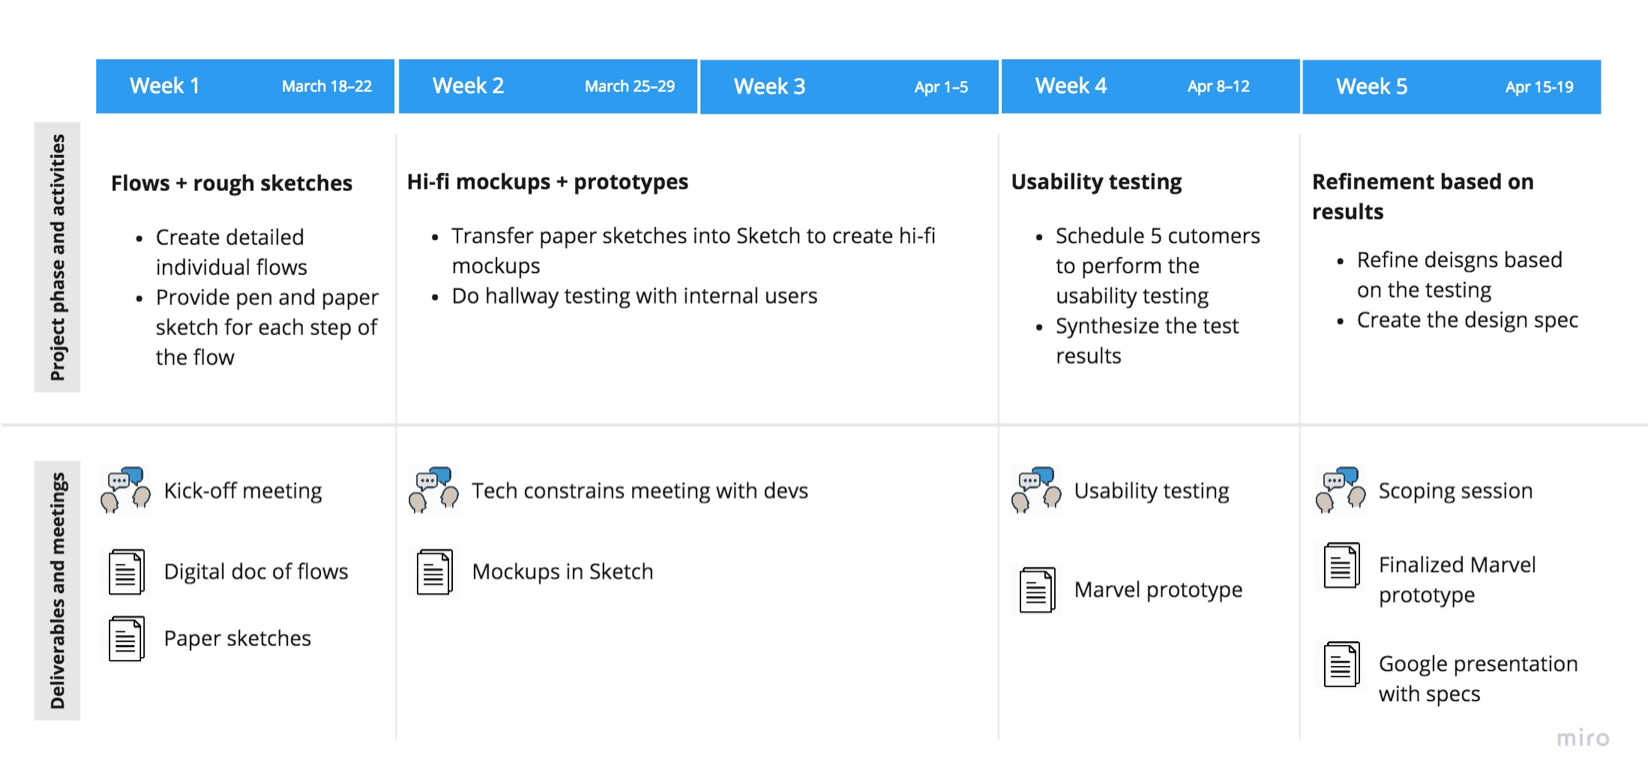 Week 1 March 18–22
Week 2 March 25–29
Week 3 Apr 1–5
Week 4 Apr 8–12
Week 5 Apr 15-19
Project phase and activities
Flows + rough sketches
• Create detailed
individual flows
• Provide pen and paper
sketch for each step of
the flow
Hi-fi mockups + prototypes
• Transfer paper sketches into Sketch to create hi-fi
mockups
• Do hallway testing with internal users
Usability testing
• Schedule 5 cutomers
to perform the
usability testing
• Synthesize the test
results
Refinement based on
results
• Refine deisgns based
on the testing
• Create the design spec
Deliverables and meetings
Kick-off meeting
Digital doc of flows
Paper sketches
Tech constrains meeting with devs
Mockups in Sketch
Usability testing
Marvel prototype
Scoping session
Finalized Marvel
prototype
Google presentation
with specs
miro